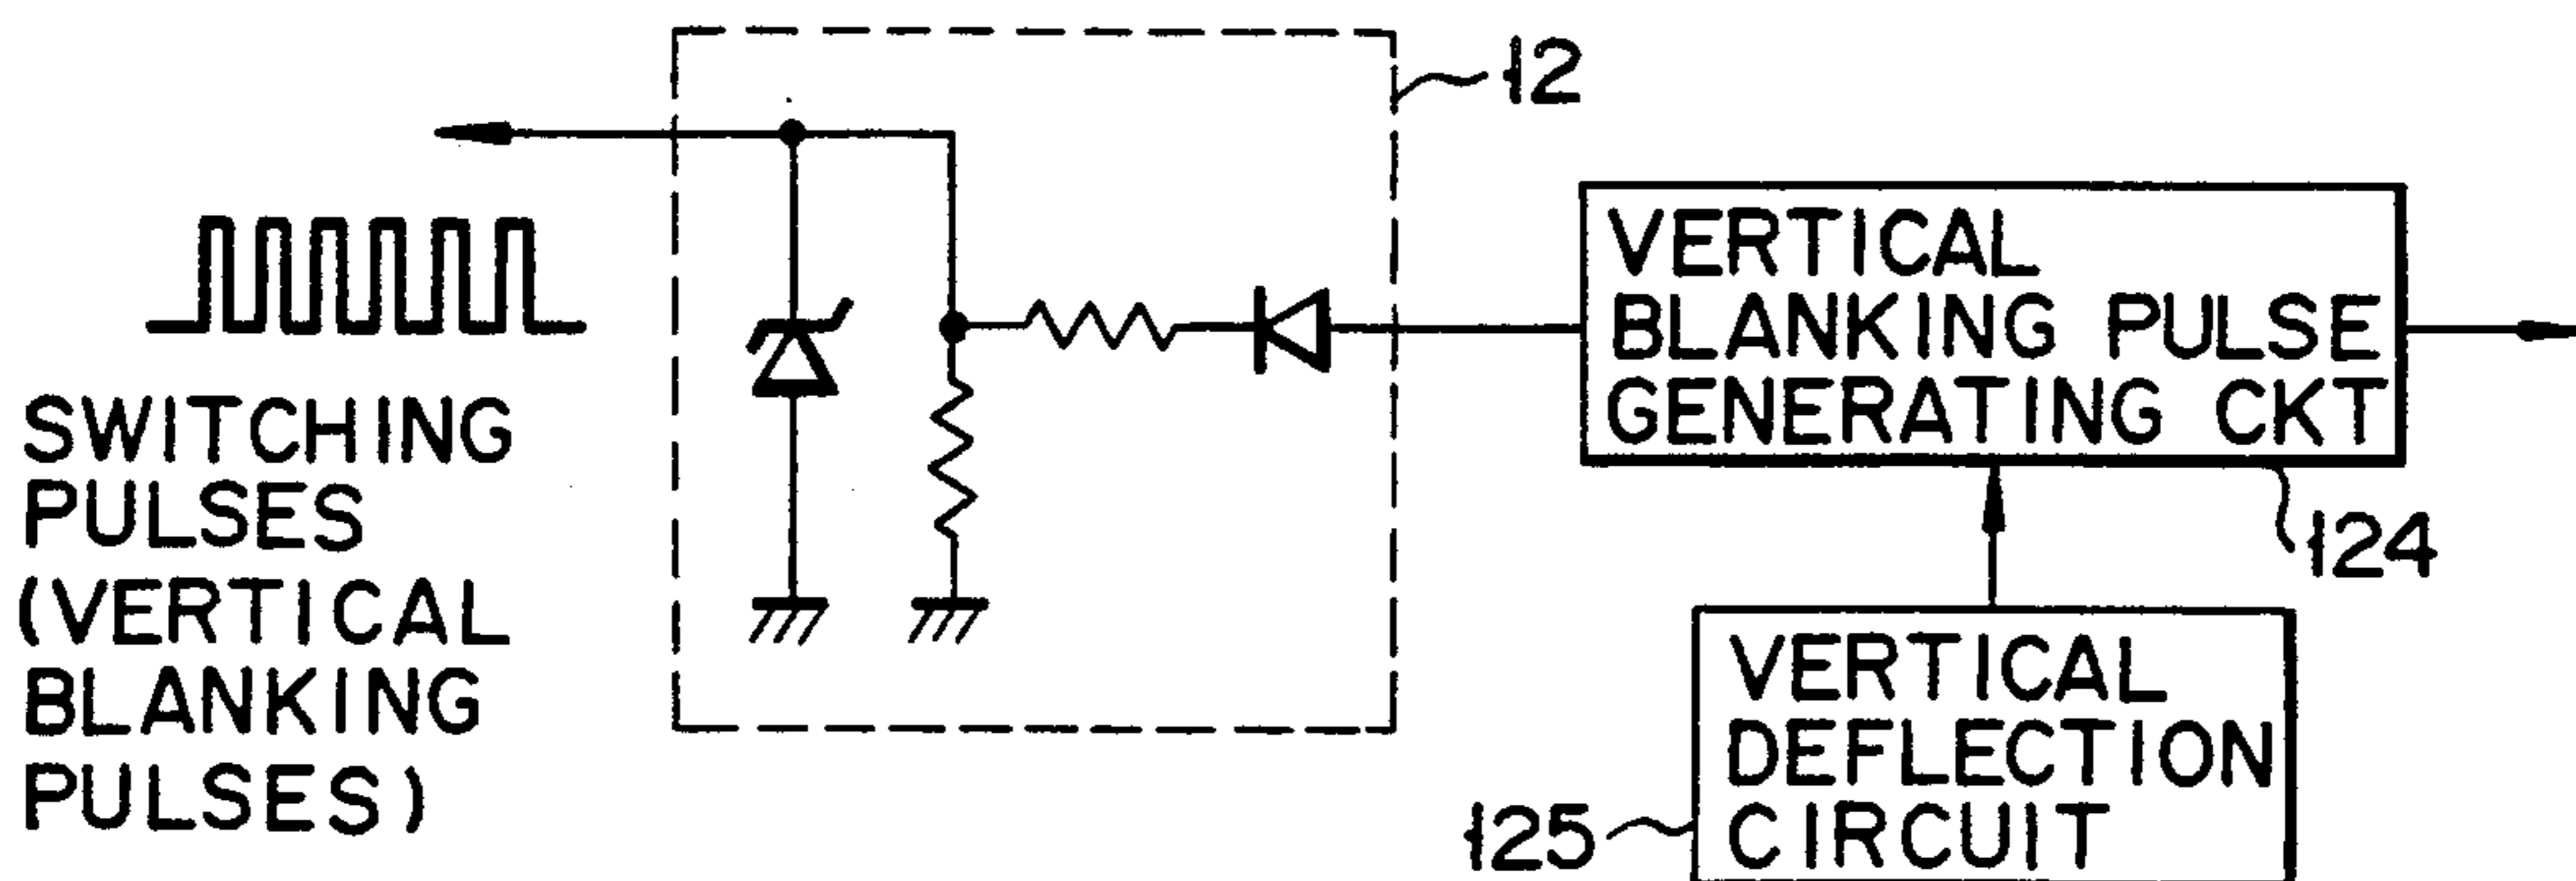 12
VERTICAL
BLANKING PULSE
GENERATING CKT
SWITCHING
PULSES
(VERTICAL
BLANKING
PULSES)
124
VERTICAL
DEFLECTION
CIRCUIT
125